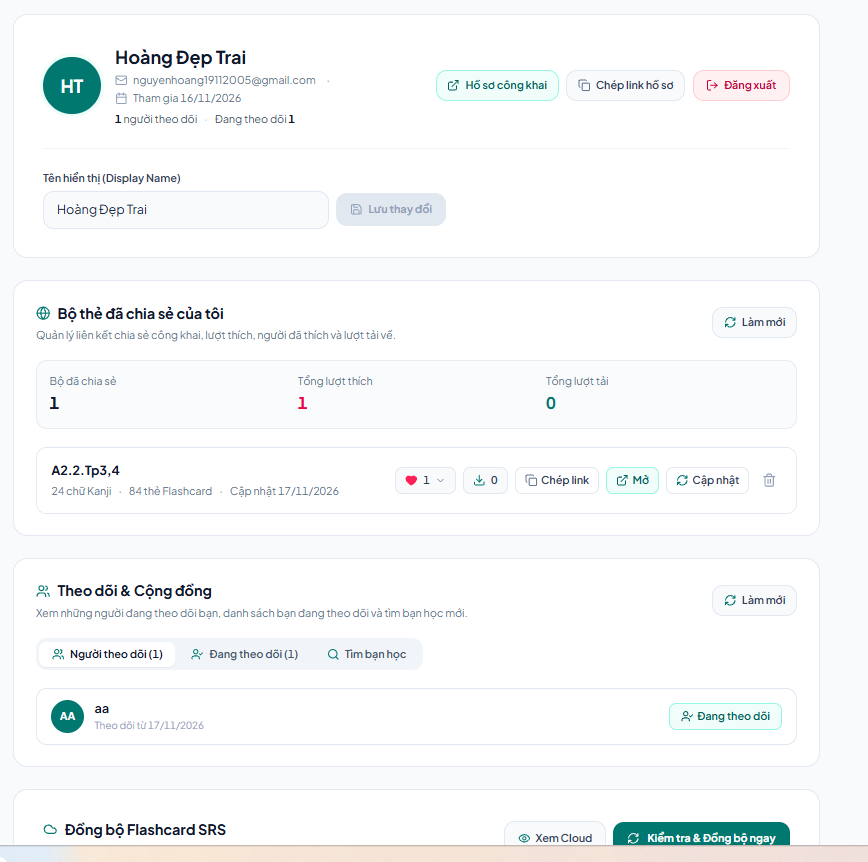 HT
Hoàng Đẹp Trai
nguyenhoang19112005@gmail.com ·
Tham gia 16/11/2026
1 người theo dõi · Đang theo dõi 1
Hồ sơ công khai
Chép link hồ sơ
Đăng xuất
Tên hiển thị (Display Name)
Hoàng Đẹp Trai
Lưu thay đổi
Bộ thẻ đã chia sẻ của tôi
Quản lý liên kết chia sẻ công khai, lượt thích, người đã thích và lượt tải về.
Làm mới
Bộ đã chia sẻ
1
Tổng lượt thích
1
Tổng lượt tải
0
A2.2.Tp3,4
24 chữ Kanji · 84 thẻ Flashcard · Cập nhật 17/11/2026
1
0
Chép link
Mở
Cập nhật
Theo dõi & Cộng đồng
Xem những người đang theo dõi bạn, danh sách bạn đang theo dõi và tìm bạn học mới.
Làm mới
Người theo dõi (1)
Đang theo dõi (1)
Tìm bạn học
AA
aa
Theo dõi từ 17/11/2026
Đang theo dõi
Đồng bộ Flashcard SRS
Xem Cloud
Kiểm tra & Đồng bộ ngay